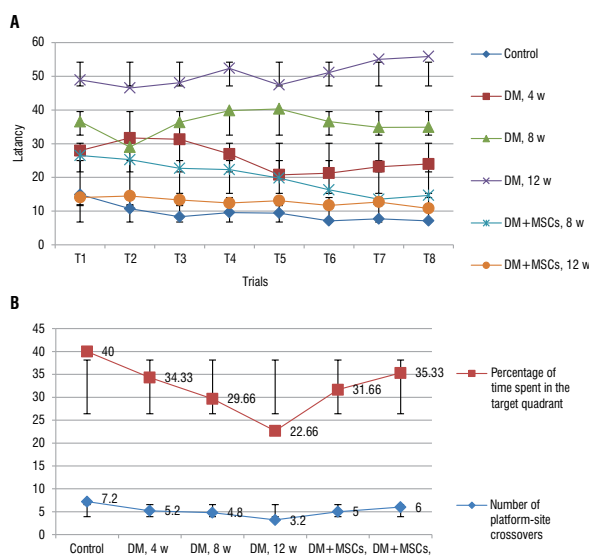 A
60
50
40
30
20
10
0
Latancy
T1 T2 T3 T4 T5 T6 T7 T8
Trials
Control
DM, 4 w
DM, 8 w
DM, 12 w
DM+MSCs, 8 w
DM+MSCs, 12 w
B
45
40
35
30
25
20
15
10
5
0
40
34.33
29.66
22.66
31.66
35.33
7.2
5.2
4.8
3.2
5
6
Control DM, 4 w DM, 8 w DM, 12 w DM+MSCs, DM+MSCs,
Percentage of
time spent in the
target quadrant
Number of
platform-site
crossovers